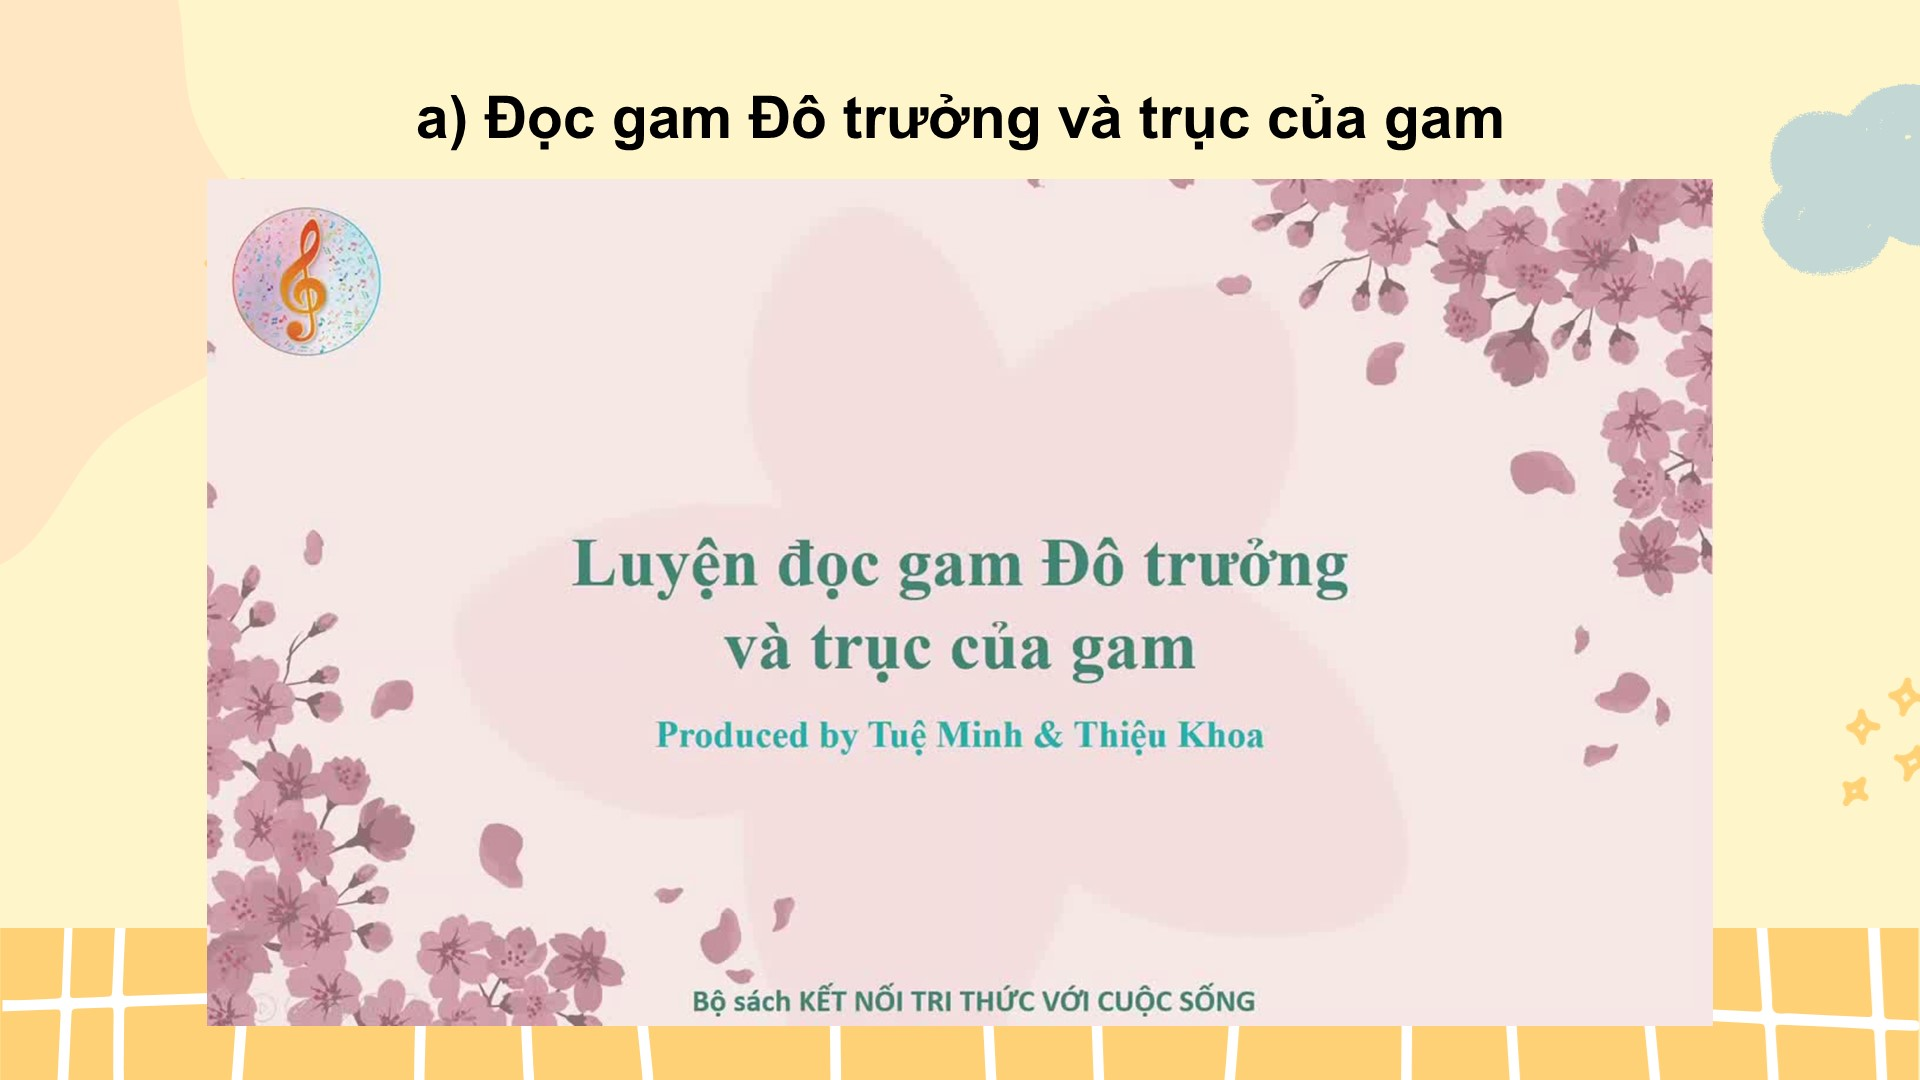 a) Đọc gam Đô trưởng và trục của gam
Luyện đọc gam Đô trưởng
và trục của gam
Produced by Tuệ Minh & Thiệu Khoa
Bộ sách KẾT NỐI TRI THỨC VỚI CUỘC SỐNG